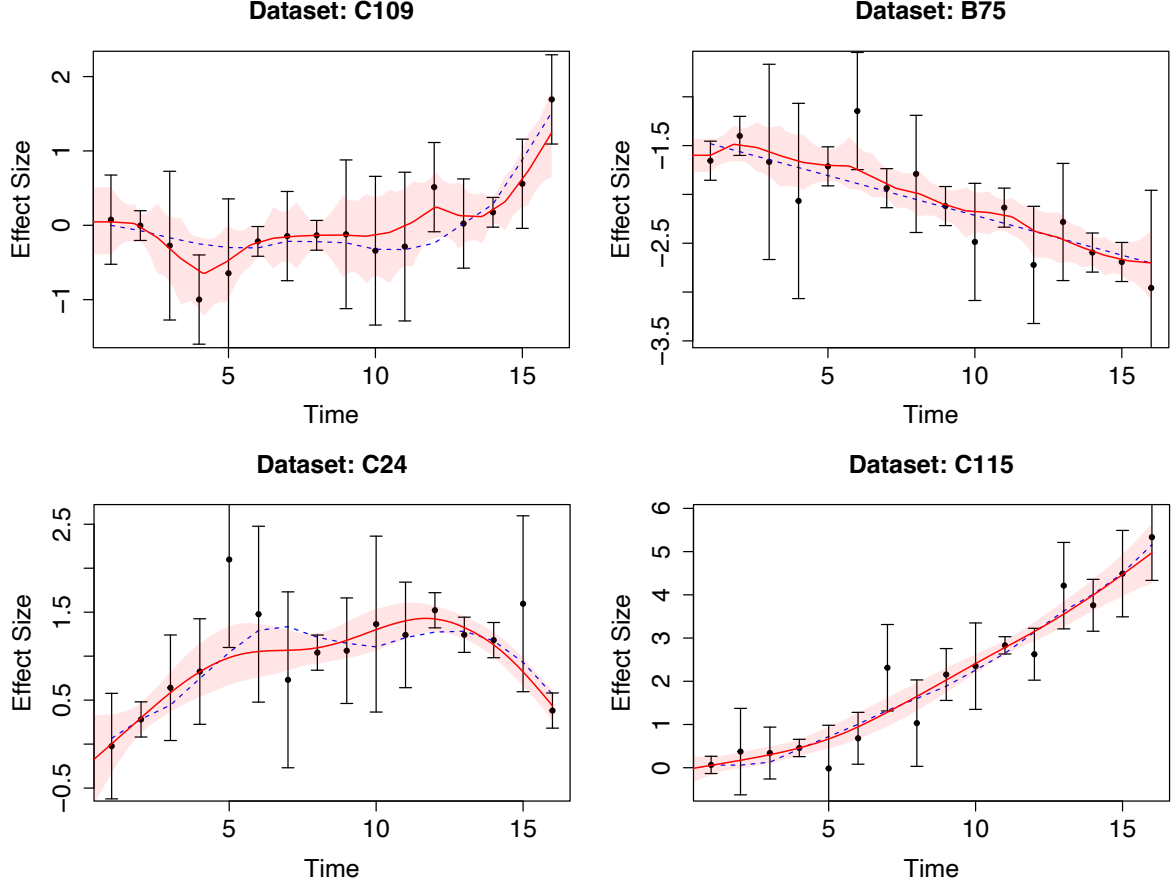 Dataset: C109
Effect Size
2
1
0
−1
5
10
15
Time
Dataset: B75
Effect Size
−1.5
−2.5
−3.5
5
10
15
Time
Dataset: C24
Effect Size
2.5
1.5
0.5
−0.5
5
10
15
Time
Dataset: C115
Effect Size
6
5
4
3
2
1
0
5
10
15
Time